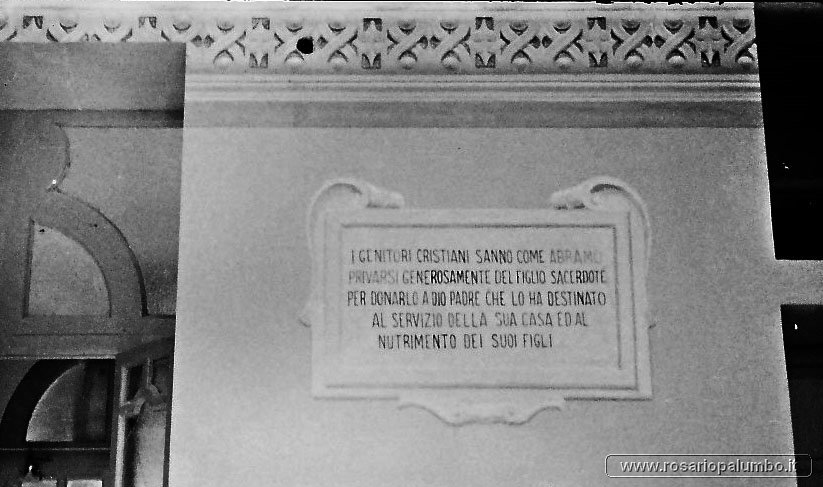 I GENITORI CRISTIANI SANNO COME ABRAMO
PRIVARSI GENEROSAMENTE DEL FIGLIO SACERDOTE
PER DONARLO A DIO PADRE CHE LO HA DESTINATO
AL SERVIZIO DELLA SUA CASA ED AL
NUTRIMENTO DEI SUOI FIGLI
www.rosariopalumbo.it